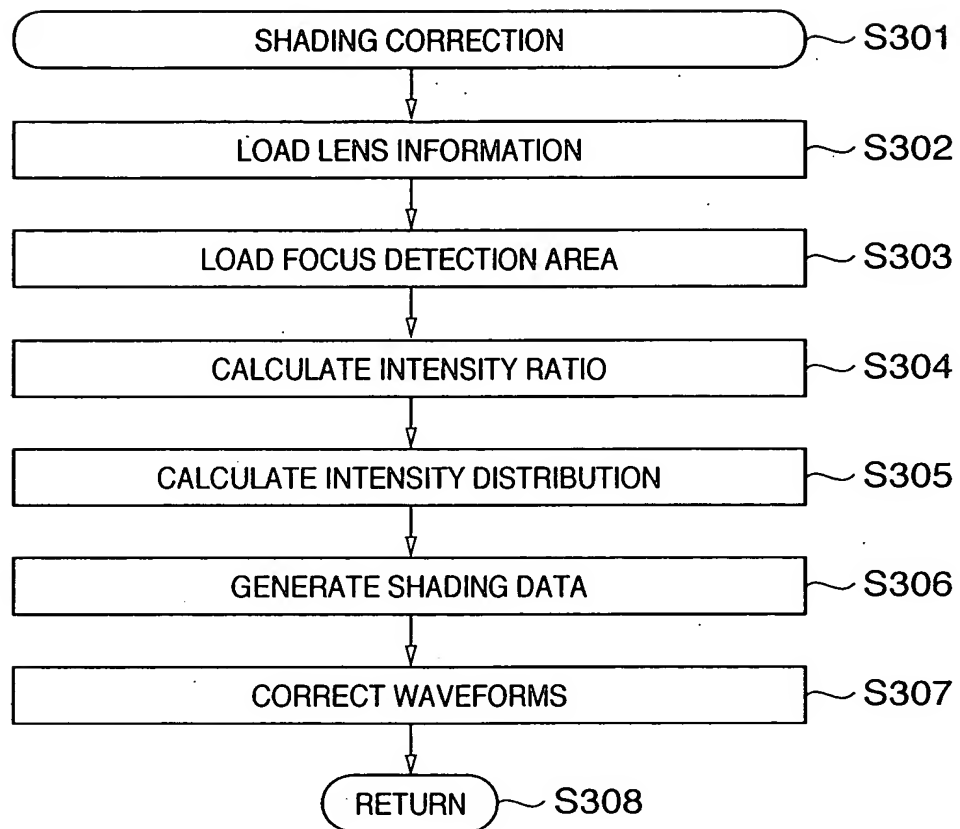 SHADING CORRECTION S301
LOAD LENS INFORMATION S302
LOAD FOCUS DETECTION AREA S303
CALCULATE INTENSITY RATIO S304
CALCULATE INTENSITY DISTRIBUTION S305
GENERATE SHADING DATA S306
CORRECT WAVEFORMS S307
RETURN S308